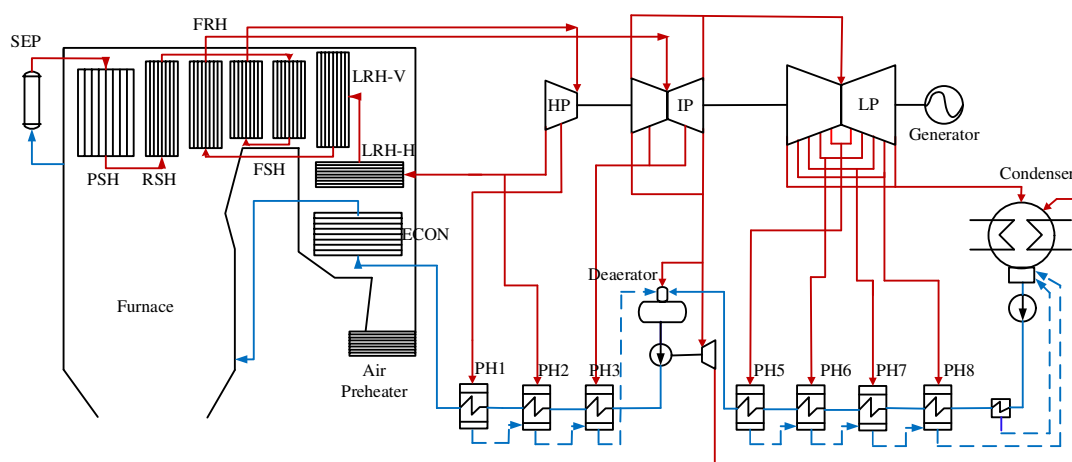 SEP
FRH
LRH-V
HP
IP
LP
Generator
LRH-H
PSH
RSH
FSH
Condenser
ECON
Deaerator
Furnace
Air
Preheater
PH1
PH2
PH3
PH5
PH6
PH7
PH8